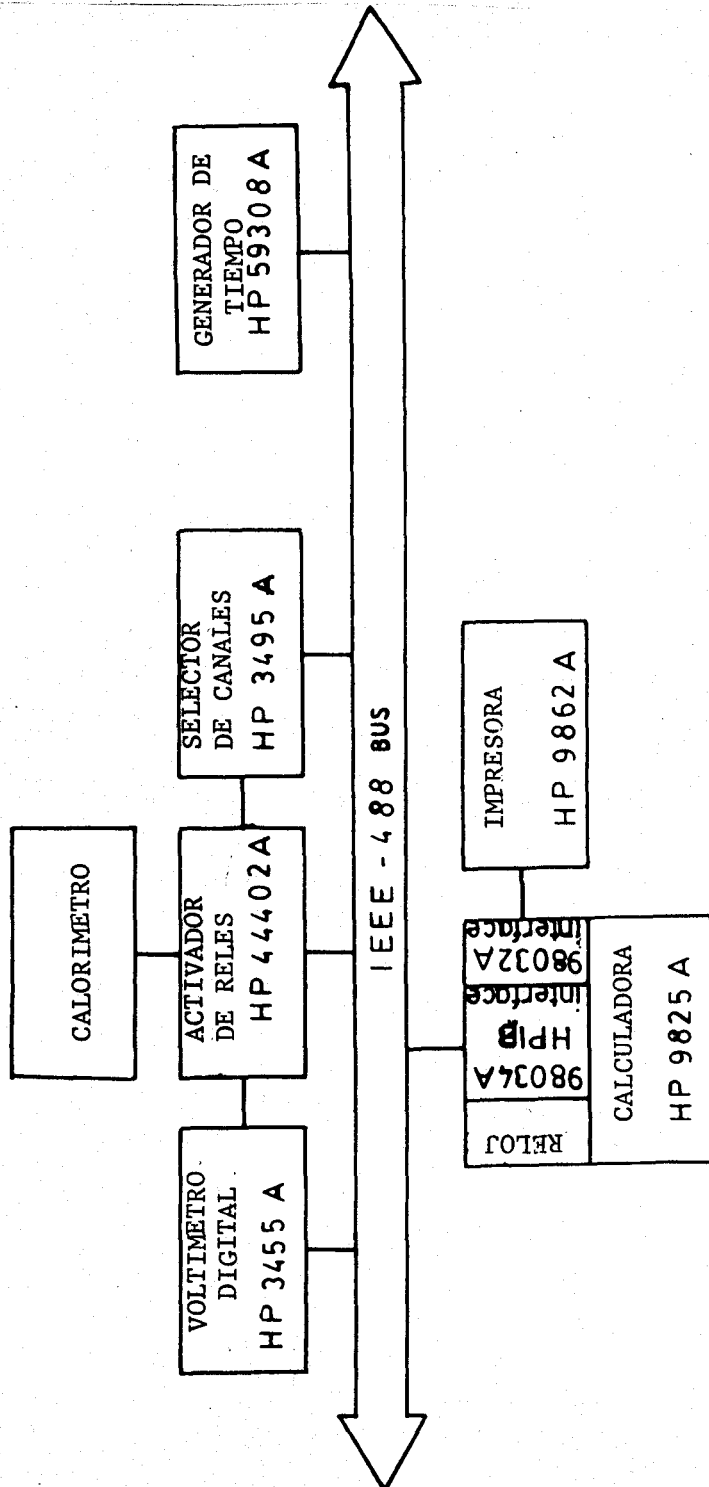 CALORIMETRO
VOLTIMETRO
DIGITAL
HP 3455 A
ACTIVADOR
DE RELES
HP 44402A
SELECTOR
DE CANALES
HP 3495 A
GENERADOR DE
TIEMPO
HP 59308A
IEEE - 488 BUS
RELOJ
98034A
HPIB
interface
98032A
interface
CALCULADORA
HP 9825 A
IMPRESORA
HP 9862 A